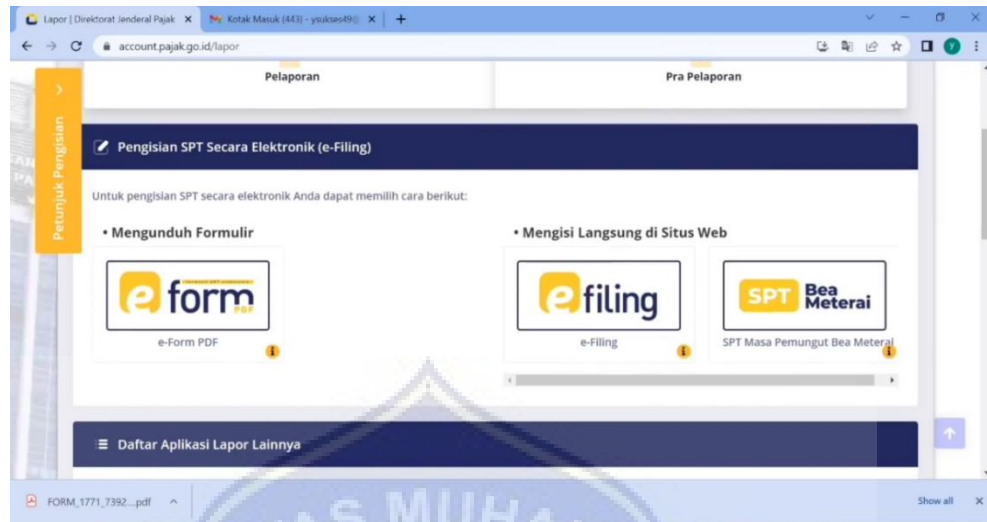 Lapor | Direktorat Jenderal Pajak
Kotak Masuk (443) - ysukses49@
account.pajak.go.id/lapor
y
Petunjuk Pengisian
Pelaporan
Pra Pelaporan
Pengisian SPT Secara Elektronik (e-Filing)
Untuk pengisian SPT secara elektronik Anda dapat memilih cara berikut:
• Mengunduh Formulir
• Mengisi Langsung di Situs Web
e form PDF
e filing
SPT Bea Meterai
e-Form PDF
e-Filing
SPT Masa Pemungut Bea Meterai
Daftar Aplikasi Lapor Lainnya
FORM_1771_7392....pdf
Show all
MUH